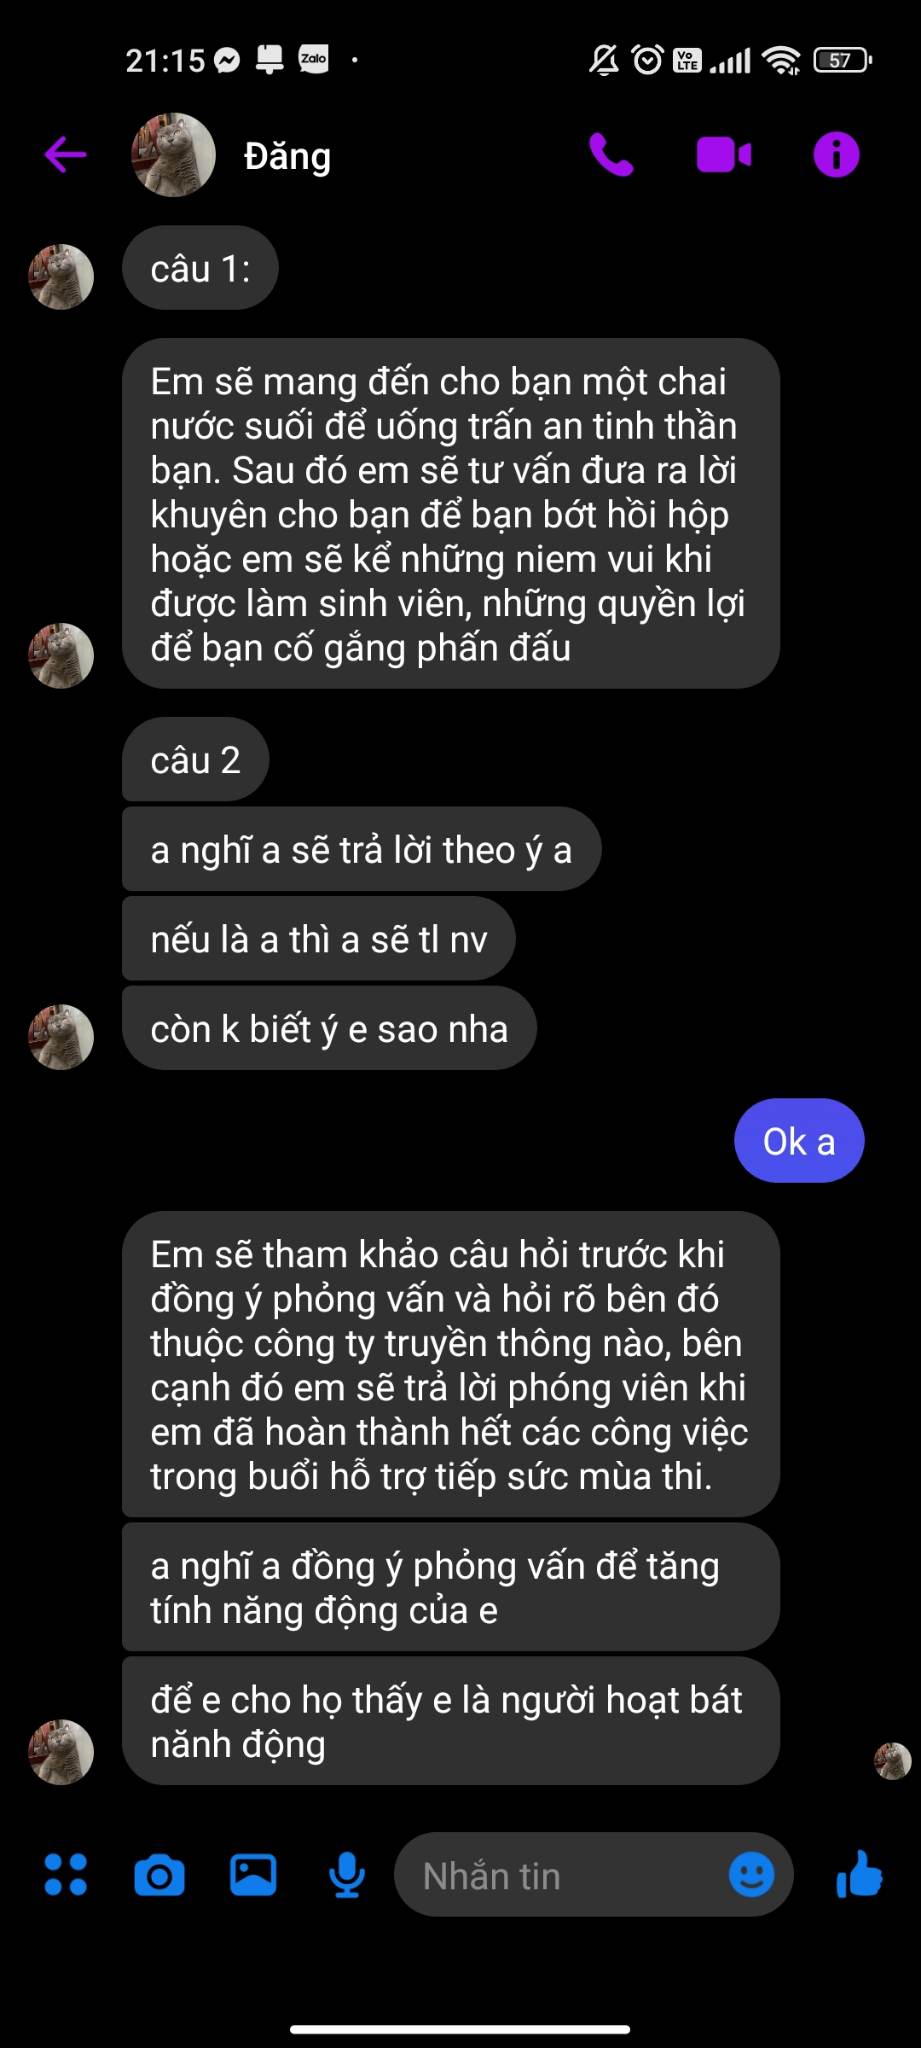 21:15
Zalo
Vo
LTE
57
Đăng
câu 1:
Em sẽ mang đến cho bạn một chai
nước suối để uống trấn an tinh thần
bạn. Sau đó em sẽ tư vấn đưa ra lời
khuyên cho bạn để bạn bớt hồi hộp
hoặc em sẽ kể những niem vui khi
được làm sinh viên, những quyền lợi
để bạn cố gắng phấn đấu
câu 2
a nghĩ a sẽ trả lời theo ý a
nếu là a thì a sẽ tl nv
còn k biết ý e sao nha
Ok a
Em sẽ tham khảo câu hỏi trước khi
đồng ý phỏng vấn và hỏi rõ bên đó
thuộc công ty truyền thông nào, bên
cạnh đó em sẽ trả lời phóng viên khi
em đã hoàn thành hết các công việc
trong buổi hỗ trợ tiếp sức mùa thi.
a nghĩ a đồng ý phỏng vấn để tăng
tính năng động của e
để e cho họ thấy e là người hoạt bát
nănh động
Nhắn tin